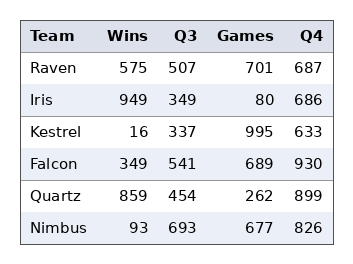 Team Wins Q3 Games Q4
Raven 575 507 701 687
Iris 949 349 80 686
Kestrel 16 337 995 633
Falcon 349 541 689 930
Quartz 859 454 262 899
Nimbus 93 693 677 826